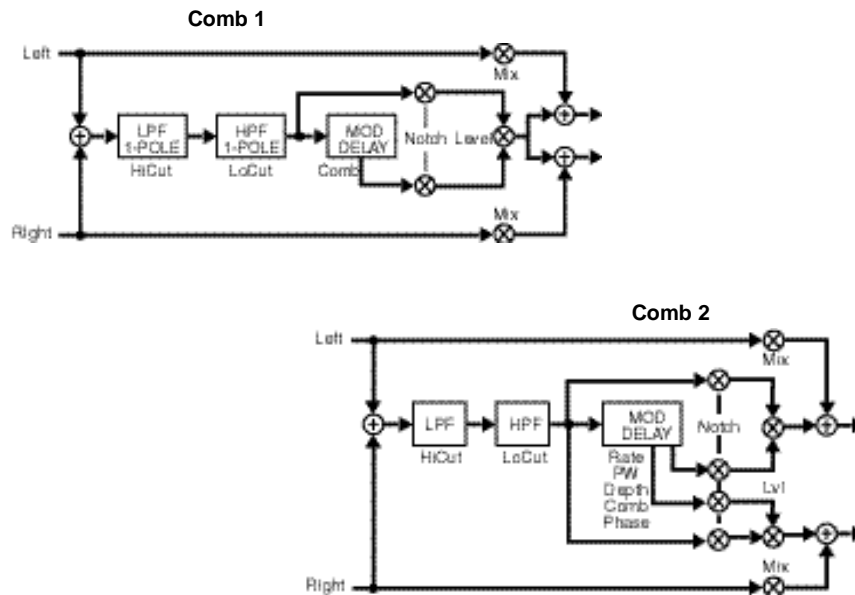 Comb 1
Left
Mix
LPF
1-POLE
HPF
1-POLE
MOD
DELAY
Notch
Level
HiCut
LoCut
Comb
Mix
Right
Comb 2
Left
Mix
LPF
HPF
MOD
DELAY
Notch
HiCut
LoCut
Rate
PW
Depth
Comb
Phase
Lvl
Mix
Right